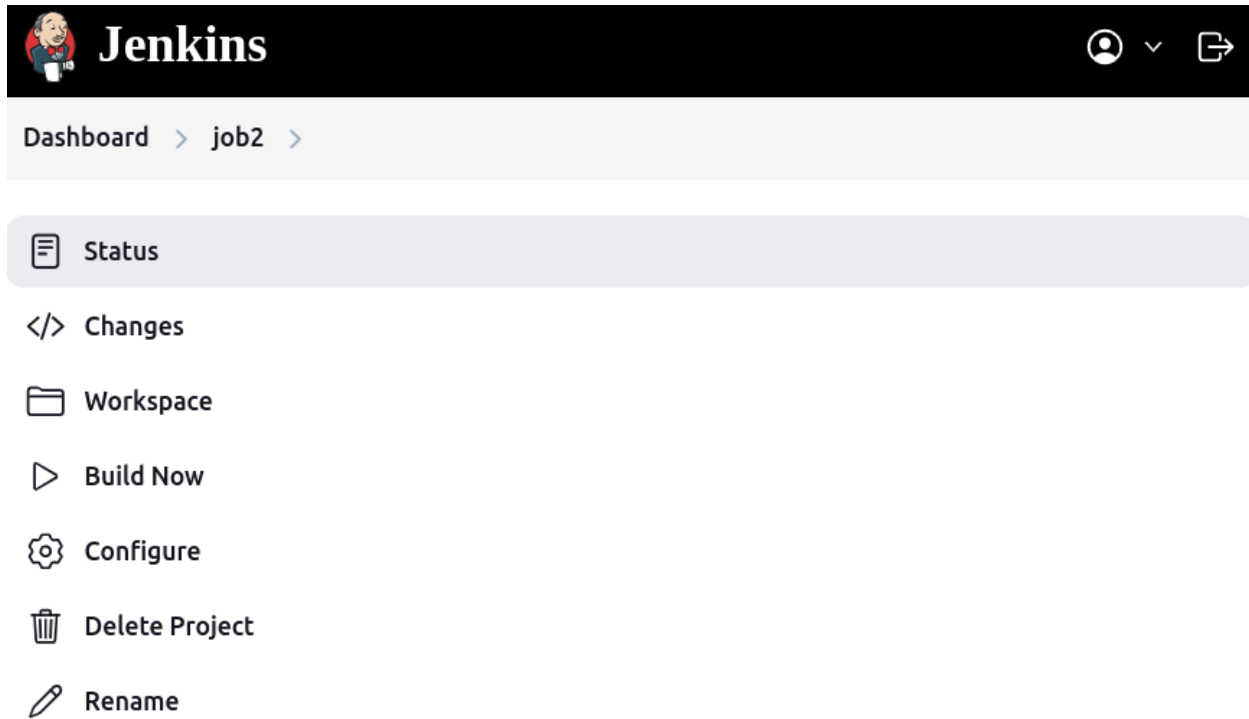 Jenkins
Dashboard > job2 >
Status
</> Changes
Workspace
Build Now
Configure
Delete Project
Rename